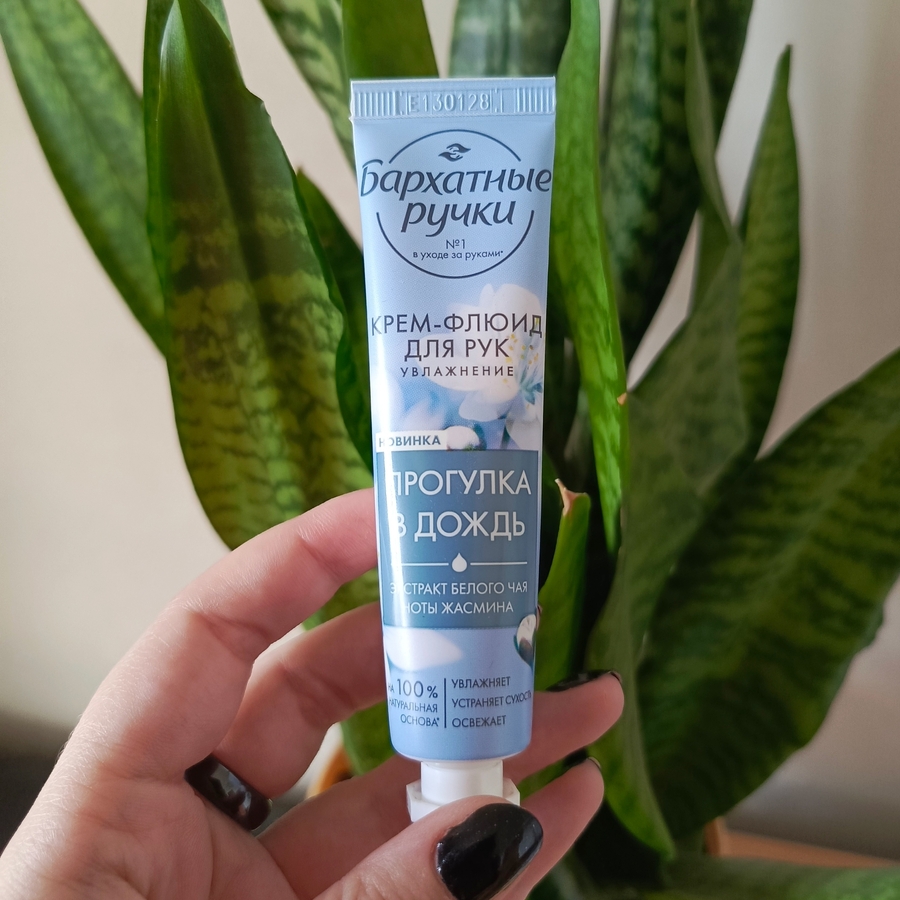 E130128
Бархатные
ручки
№1
в уходе за руками*
КРЕМ-ФЛЮИД
ДЛЯ РУК
УВЛАЖНЕНИЕ
НОВИНКА
ПРОГУЛКА
В ДОЖДЬ
ЭКСТРАКТ БЕЛОГО ЧАЯ
НОТЫ ЖАСМИНА
НА 100%
НАТУРАЛЬНАЯ
ОСНОВА*
УВЛАЖНЯЕТ
УСТРАНЯЕТ СУХОСТЬ
ОСВЕЖАЕТ